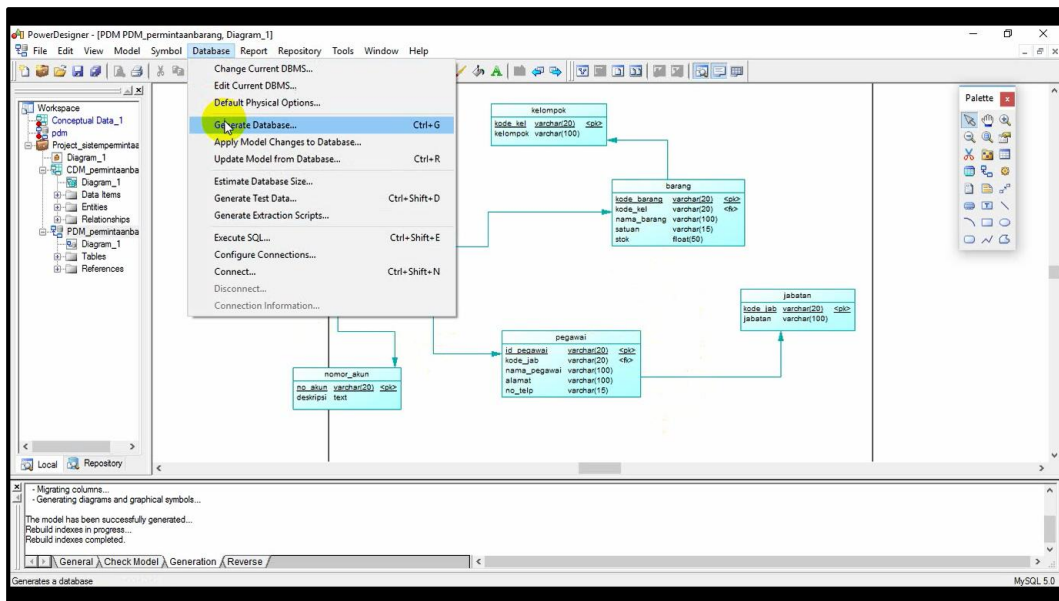 PowerDesigner - [PDM PDM_permintaanbarang, Diagram_1]
File Edit View Model Symbol Database Report Repository Tools Window Help
Change Current DBMS...
Edit Current DBMS...
Default Physical Options...
Generate Database... Ctrl+G
Apply Model Changes to Database...
Update Model from Database... Ctrl+R
Estimate Database Size...
Generate Test Data... Ctrl+Shift+D
Generate Extraction Scripts...
Execute SQL... Ctrl+Shift+E
Configure Connections...
Connect... Ctrl+Shift+N
Disconnect...
Connection Information...
Workspace
Conceptual Data_1
pdm
Project_sistempermintaa
Diagram_1
CDM_permintaanba
Diagram_1
Data Items
Entities
Relationships
PDM_permintaanba
Diagram_1
Tables
References
Local Repository
kelompok
kode_kel varchar(20) <pk>
kelompok varchar(100)
barang
kode_barang varchar(20) <pk>
kode_kel varchar(20) <fk>
nama_barang varchar(100)
satuan varchar(15)
stok float(50)
jabatan
kode_jab varchar(20) <pk>
jabatan varchar(100)
pegawai
id_pegawai varchar(20) <pk>
kode_jab varchar(20) <fk>
nama_pegawai varchar(100)
alamat varchar(100)
no_telp varchar(15)
nomor_akun
no_akun varchar(20) <pk>
deskripsi text
Palette
- Migrating columns...
- Generating diagrams and graphical symbols...
The model has been successfully generated...
Rebuild indexes in progress...
Rebuild indexes completed.
General Check Model Generation Reverse
Generates a database
MySQL 5.0